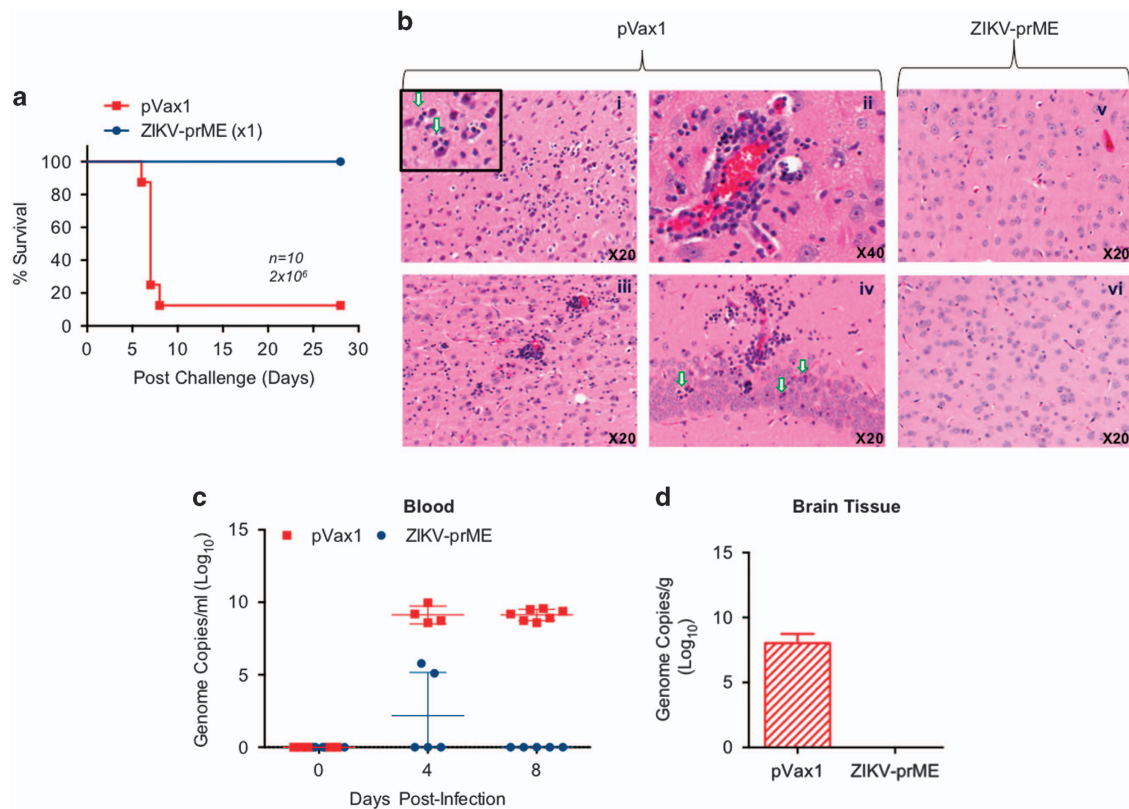 a
pVax1
ZIKV-prME (x1)
100
80
60
40
20
0
% Survival
n=10
2x10⁶
0 5 10 15 20 25 30
Post Challenge (Days)
b
pVax1
ZIKV-prME
i
X20
ii
X40
v
X20
iii
X20
iv
X20
vi
X20
c
Blood
pVax1 ZIKV-prME
15
10
5
0
Genome Copies/ml (Log₁₀)
0 4 8
Days Post-Infection
d
Brain Tissue
15
10
5
0
Genome Copies/g
(Log₁₀)
pVax1 ZIKV-prME